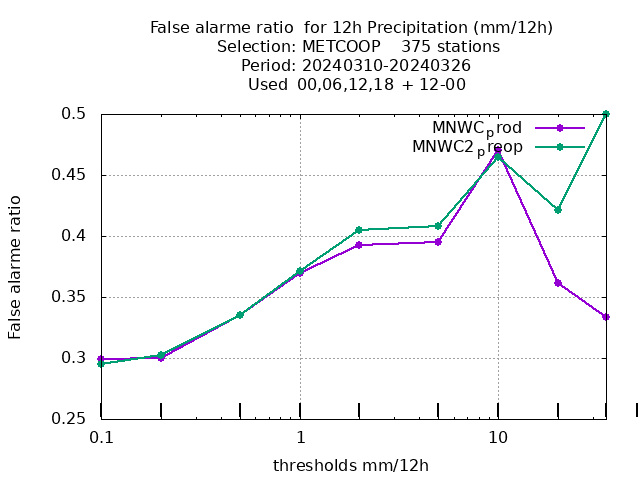 False alarme ratio  for 12h Precipitation (mm/12h)
Selection: METCOOP    375 stations
Period: 20240310-20240326
Used  00,06,12,18 + 12-00
0.5
MNWCprod
MNWC2preop
0.45
0.4
0.35
0.3
0.25
False alarme ratio
0.1 1 10
thresholds mm/12h